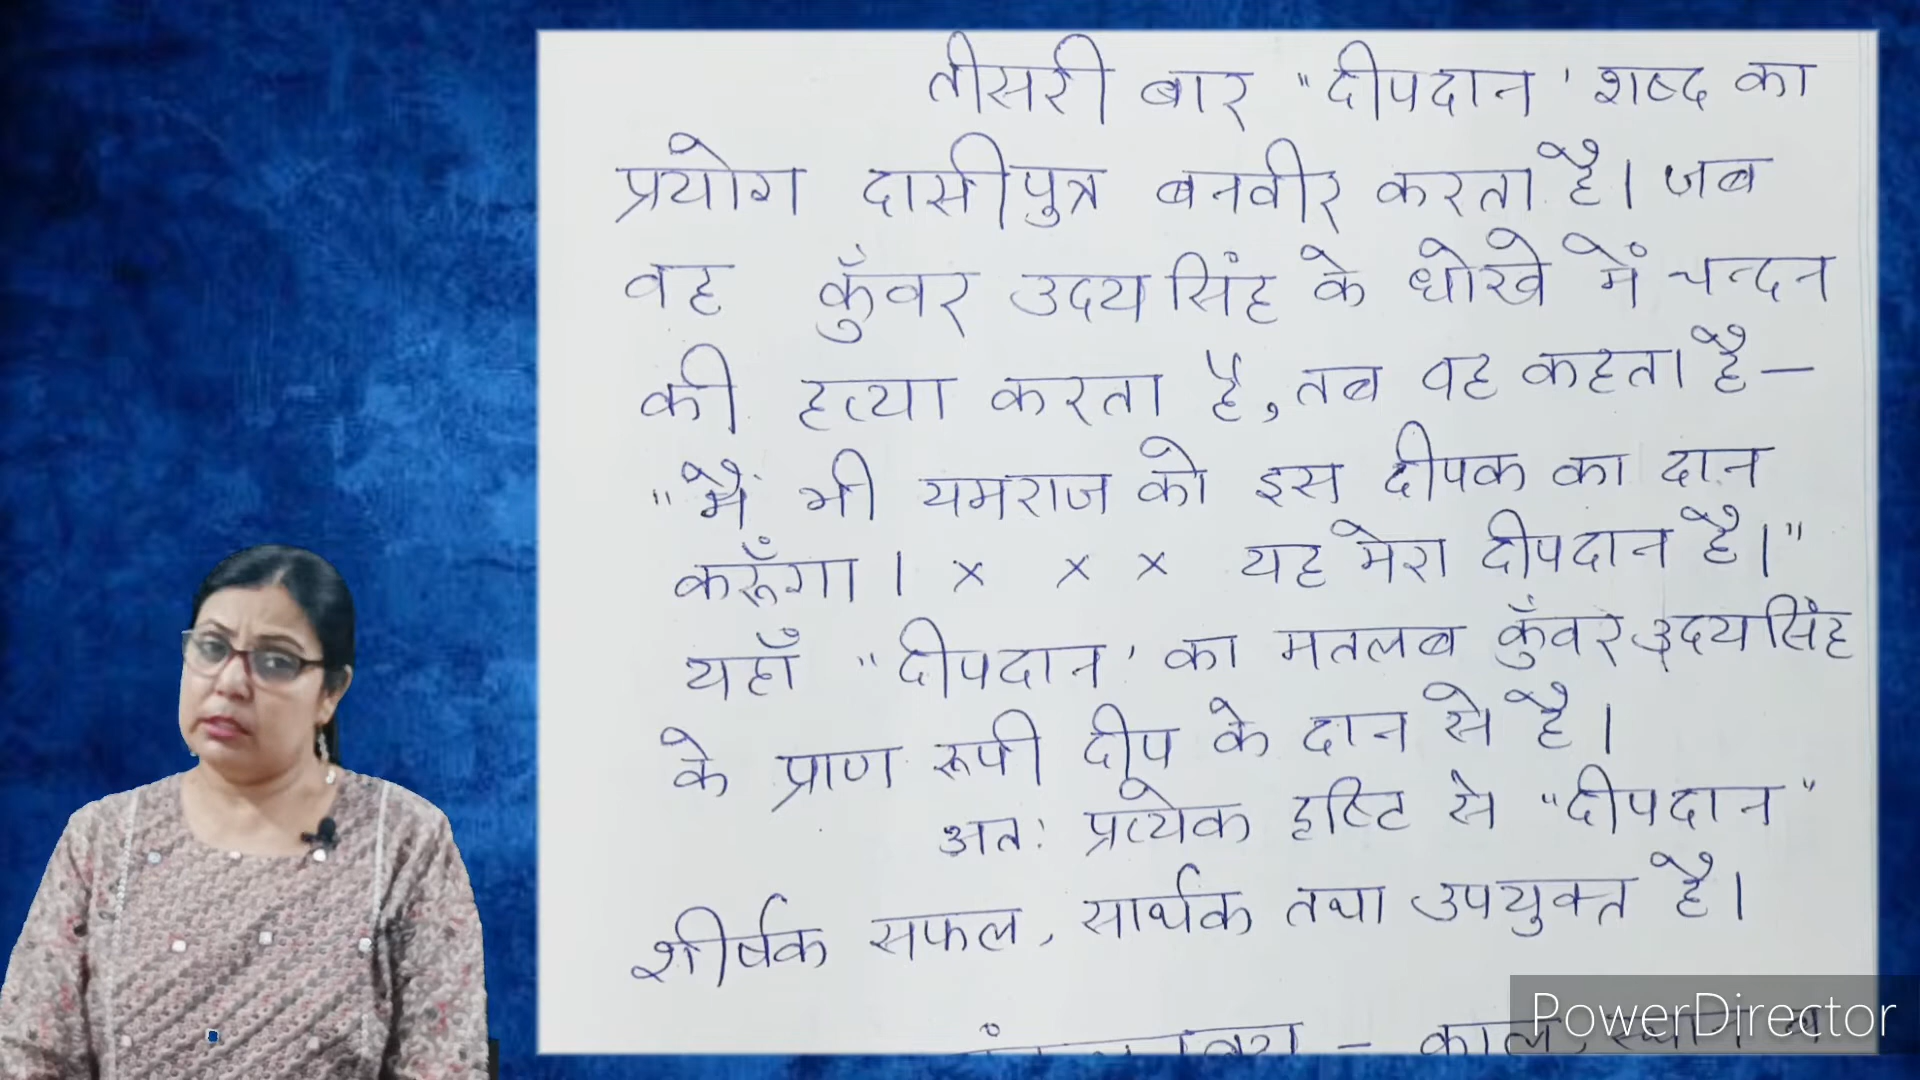 तीसरी बार "दीपदान' शब्द का
प्रयोग दासीपुत्र बनवीर करता है। जब
वह कुँवर उदयसिंह के धोखे में चन्दन
की हत्या करता है, तब वह कहता है–
"मैं भी यमराज को इस दीपक का दान
करूँगा। × × × यह मेरा दीपदान है।"
यहाँ "दीपदान' का मतलब कुँवर उदयसिंह
के प्राण रूपी दीप के दान से है।
अतः प्रत्येक दृष्टि से "दीपदान"
शीर्षक सफल, सार्थक तथा उपयुक्त है।
– काल, स्थान
PowerDirector